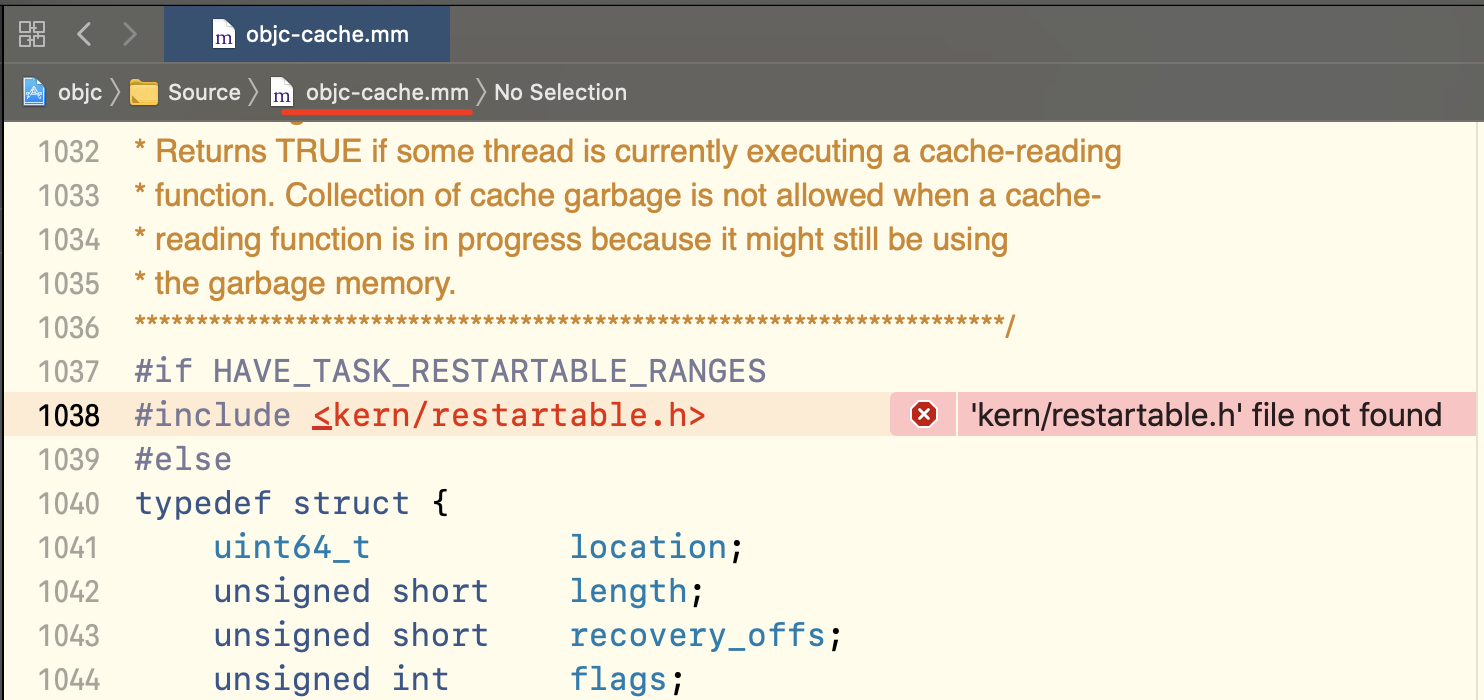 m objc-cache.mm
objc 〉 Source 〉 m objc-cache.mm 〉 No Selection
1032 * Returns TRUE if some thread is currently executing a cache-reading
1033 * function. Collection of cache garbage is not allowed when a cache-
1034 * reading function is in progress because it might still be using
1035 * the garbage memory.
1036 ***********************************************************************/
1037 #if HAVE_TASK_RESTARTABLE_RANGES
1038 #include <kern/restartable.h> 'kern/restartable.h' file not found
1039 #else
1040 typedef struct {
1041 uint64_t location;
1042 unsigned short length;
1043 unsigned short recovery_offs;
1044 unsigned int flags;